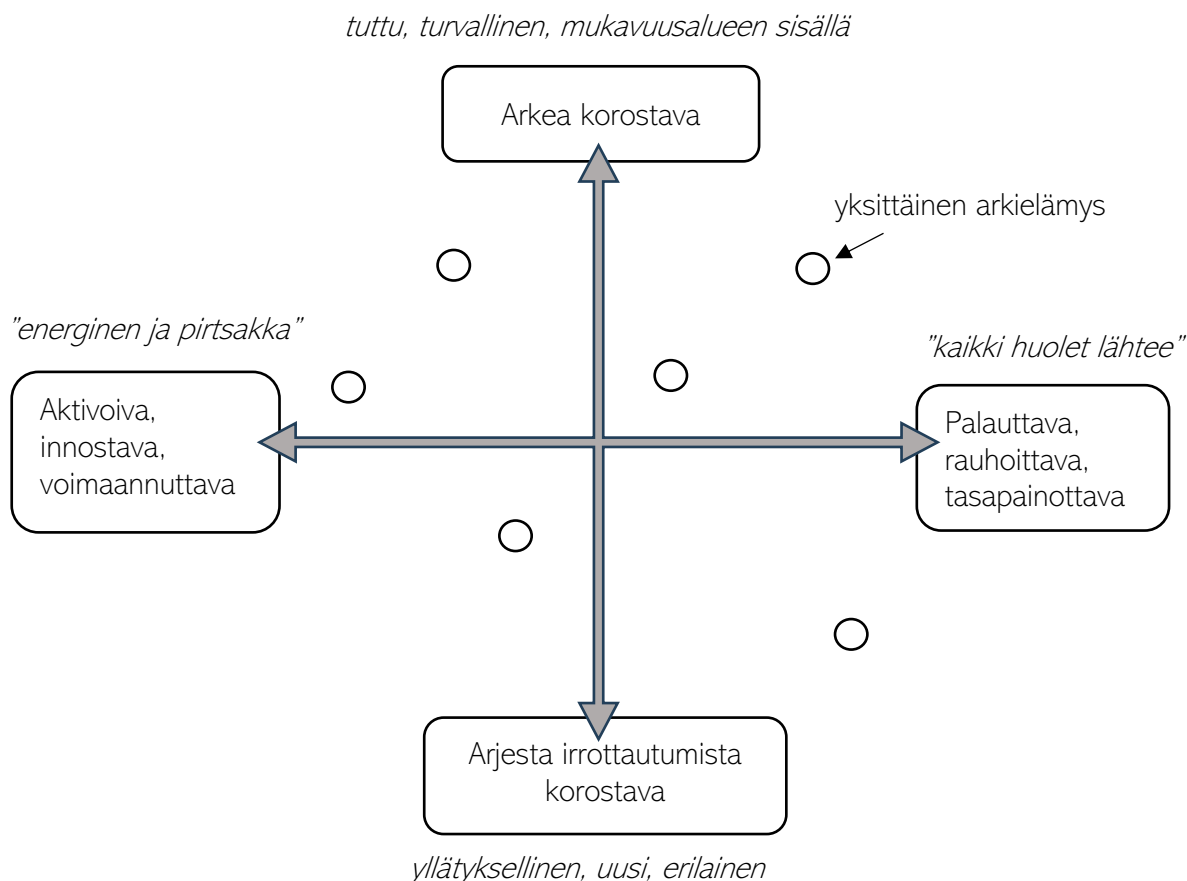 tuttu, turvallinen, mukavuusalueen sisällä
Arkea korostava
yksittäinen arkielämys
”energinen ja pirtsakka”
”kaikki huolet lähtee”
Aktivoiva,
innostava,
voimaannuttava
Palauttava,
rauhoittava,
tasapainottava
Arjesta irrottautumista
korostava
yllätyksellinen, uusi, erilainen